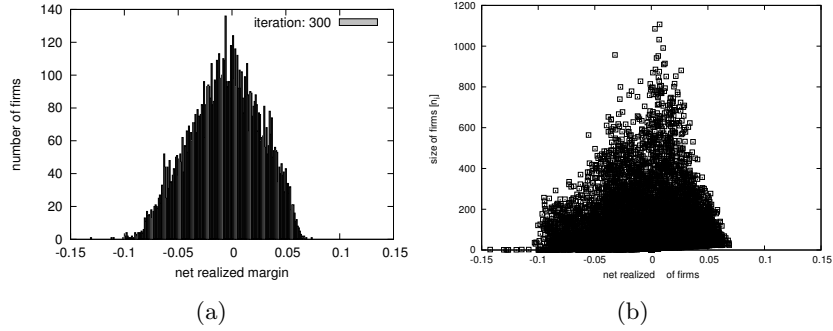 140
120
100
80
60
40
20
0
number of firms
iteration: 300
-0.15 -0.1 -0.05 0 0.05 0.1 0.15
net realized margin
(a)
1200
1000
800
600
400
200
0
size of firms [n_i]
-0.15 -0.1 -0.05 0 0.05 0.1 0.15
net realized of firms
(b)